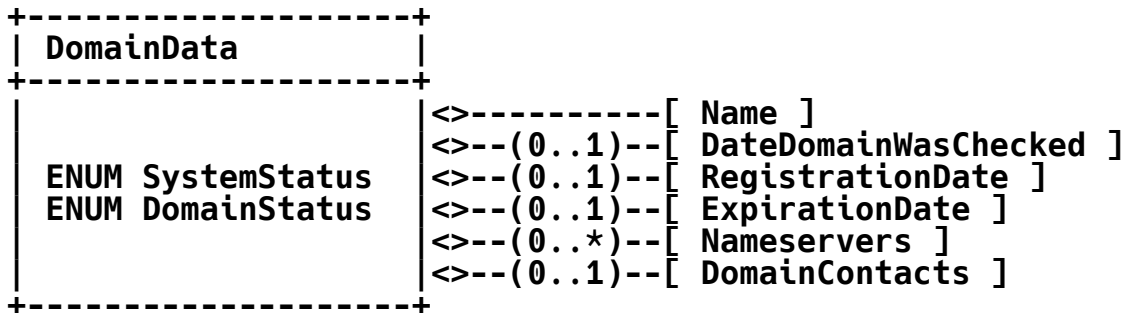 +--------------------+
| DomainData         |
+--------------------+
|                    |<>----------[ Name ]
|                    |<>--(0..1)--[ DateDomainWasChecked ]
| ENUM SystemStatus  |<>--(0..1)--[ RegistrationDate ]
| ENUM DomainStatus  |<>--(0..1)--[ ExpirationDate ]
|                    |<>--(0..*)--[ Nameservers ]
|                    |<>--(0..1)--[ DomainContacts ]
+--------------------+